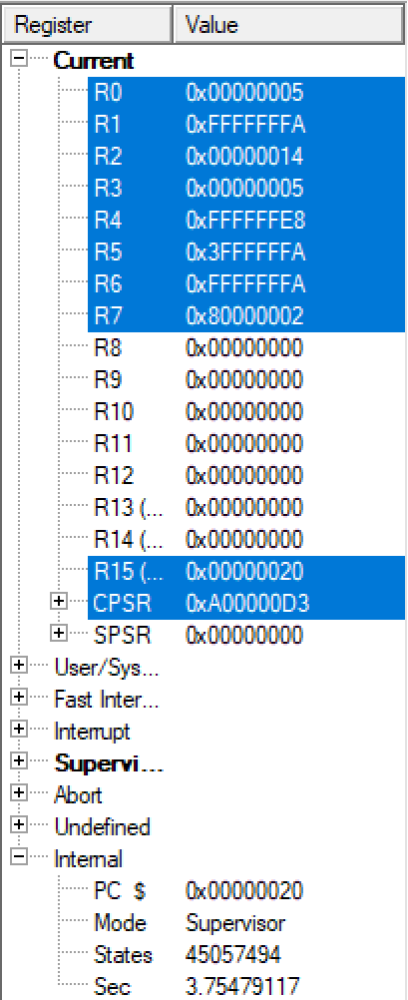 Register Value
Current
R0 0x00000005
R1 0xFFFFFFFA
R2 0x00000014
R3 0x00000005
R4 0xFFFFFFE8
R5 0x3FFFFFFA
R6 0xFFFFFFFA
R7 0x80000002
R8 0x00000000
R9 0x00000000
R10 0x00000000
R11 0x00000000
R12 0x00000000
R13 (... 0x00000000
R14 (... 0x00000000
R15 (... 0x00000020
CPSR 0xA00000D3
SPSR 0x00000000
User/Sys...
Fast Inter...
Interrupt
Supervi...
Abort
Undefined
Internal
PC $ 0x00000020
Mode Supervisor
States 45057494
Sec 3.75479117